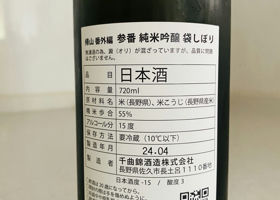 帰山 番外編 参番 純米吟醸 袋しぼり
無濾過の為、澱(オリ)が混ざっていますが、品質に問題
はございません。
日本酒
内容量 720ml
原材料名 米(長野県産)、米こうじ(長野県産米)
精米歩合 55%
アルコール分 15度
保存方法 要冷蔵(10℃以下)
製造年月 24.04
製造者 千曲錦酒造株式会社
長野県佐久市長土呂1110番号
日本酒度-15 / 酸度3